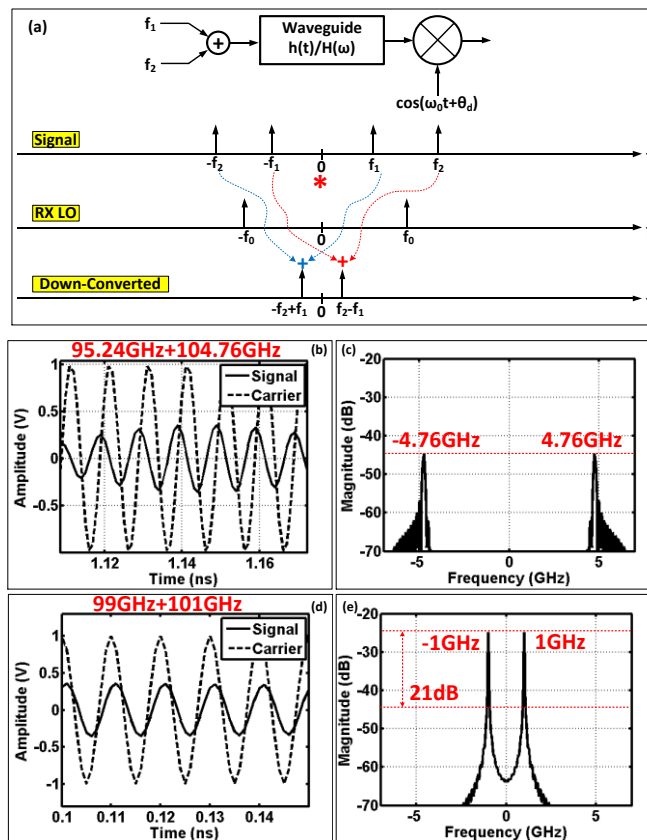 (a)
f₁
f₂
+
Waveguide
h(t)/H(ω)
cos(ω₀t+θd)
Signal
-f₂ -f₁ 0 f₁ f₂
*
RX LO
-f₀ 0 f₀
+ +
Down-Converted
-f₂+f₁ 0 f₂-f₁
95.24GHz+104.76GHz
(b)
Signal
Carrier
Amplitude (V)
1
0.5
0
-0.5
-1
1.12 1.14 1.16
Time (ns)
(c)
Magnitude (dB)
-20
-30
-40
-50
-60
-70
-4.76GHz 4.76GHz
-5 0 5
Frequency (GHz)
99GHz+101GHz
(d)
Signal
Carrier
Amplitude (V)
1
0.5
0
-0.5
-1
0.1 0.11 0.12 0.13 0.14
Time (ns)
(e)
Magnitude (dB)
-20
-30
-40
-50
-60
-70
-1GHz 1GHz
21dB
-5 0 5
Frequency (GHz)